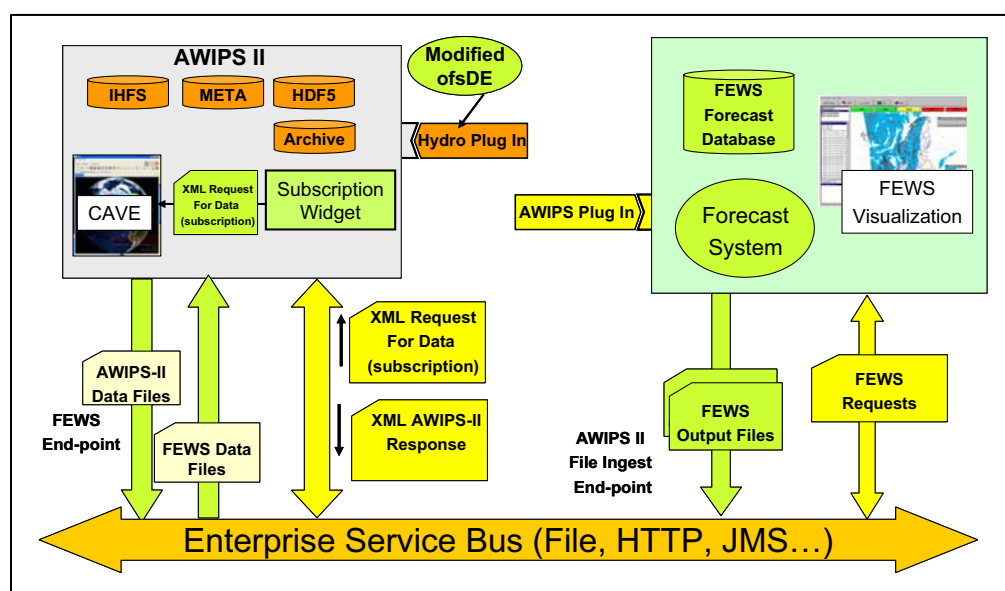 AWIPS II
IHFS
META
HDF5
Archive
Modified
ofsDE
Hydro Plug In
CAVE
XML Request
For Data
(subscription)
Subscription
Widget
FEWS
Forecast
Database
AWIPS Plug In
Forecast
System
FEWS
Visualization
AWIPS-II
Data Files
FEWS
End-point
FEWS Data
Files
XML Request
For Data
(subscription)
XML AWIPS-II
Response
AWIPS II
File Ingest
End-point
FEWS
Output Files
FEWS
Requests
Enterprise Service Bus (File, HTTP, JMS…)